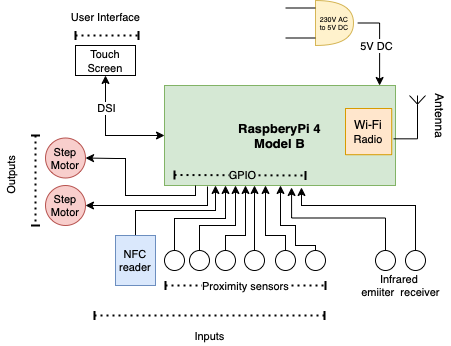 User Interface
230V AC
to 5V DC
5V DC
Touch
Screen
DSI
Antenna
RaspberyPi 4
Model B
Wi-Fi
Radio
GPIO
Outputs
Step
Motor
Step
Motor
NFC
reader
Proximity sensors
Infrared
emiiter receiver
Inputs